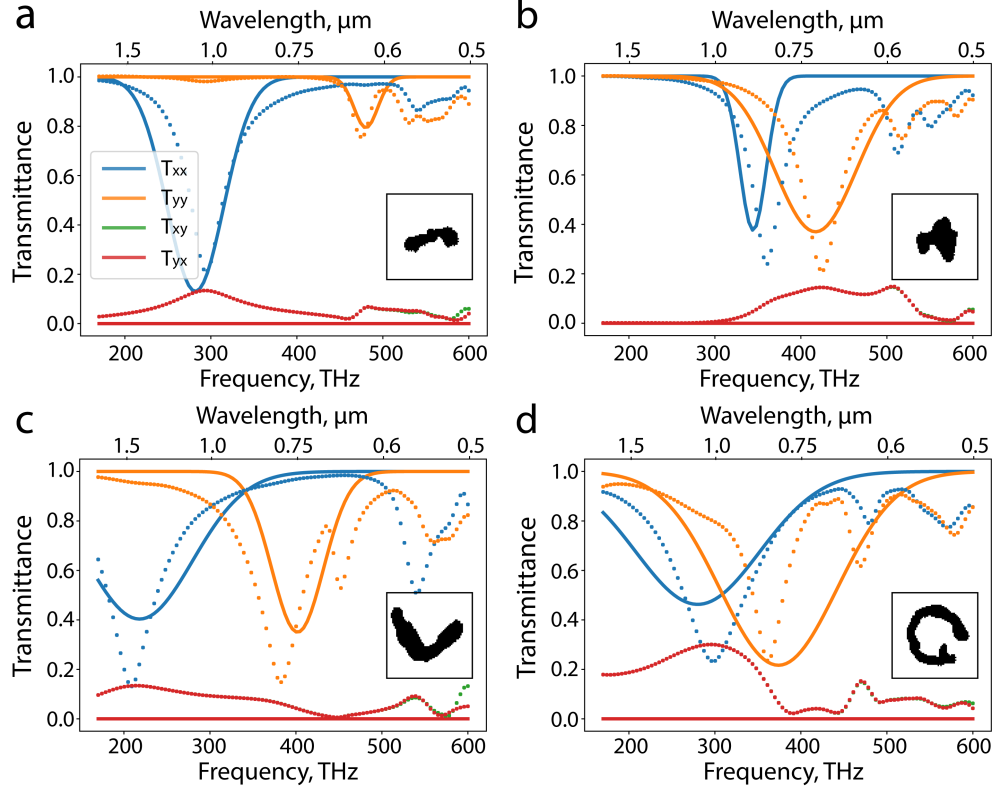 a
Wavelength, μm
1.5 1.0 0.75 0.6 0.5
Transmittance
1.0
0.8
0.6
0.4
0.2
0.0
Txx
Tyy
Txy
Tyx
200 300 400 500 600
Frequency, THz
b
Wavelength, μm
1.5 1.0 0.75 0.6 0.5
Transmittance
1.0
0.8
0.6
0.4
0.2
0.0
200 300 400 500 600
Frequency, THz
c
Wavelength, μm
1.5 1.0 0.75 0.6 0.5
Transmittance
1.0
0.8
0.6
0.4
0.2
0.0
200 300 400 500 600
Frequency, THz
d
Wavelength, μm
1.5 1.0 0.75 0.6 0.5
Transmittance
1.0
0.8
0.6
0.4
0.2
0.0
200 300 400 500 600
Frequency, THz